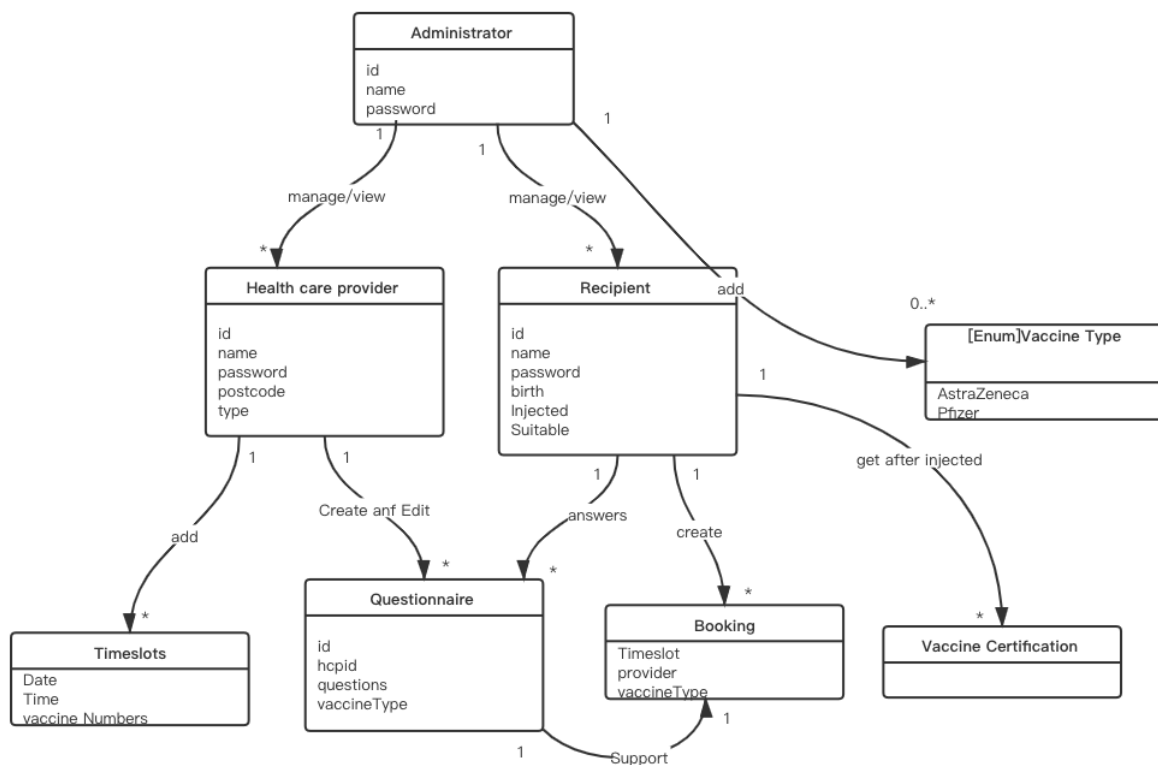 Administrator
id
name
password
1
1
1
manage/view
manage/view
*
*
Health care provider
id
name
password
postcode
type
Recipient
id
name
password
birth
Injected
Suitable
add
0..*
[Enum]Vaccine Type
AstraZeneca
Pfizer
1
get after injected
1
1
1
1
add
Create anf Edit
answers
create
*
*
*
*
*
Timeslots
Date
Time
vaccine Numbers
Questionnaire
id
hcpid
questions
vaccineType
Booking
Timeslot
provider
vaccineType
Vaccine Certification
1
Support
1